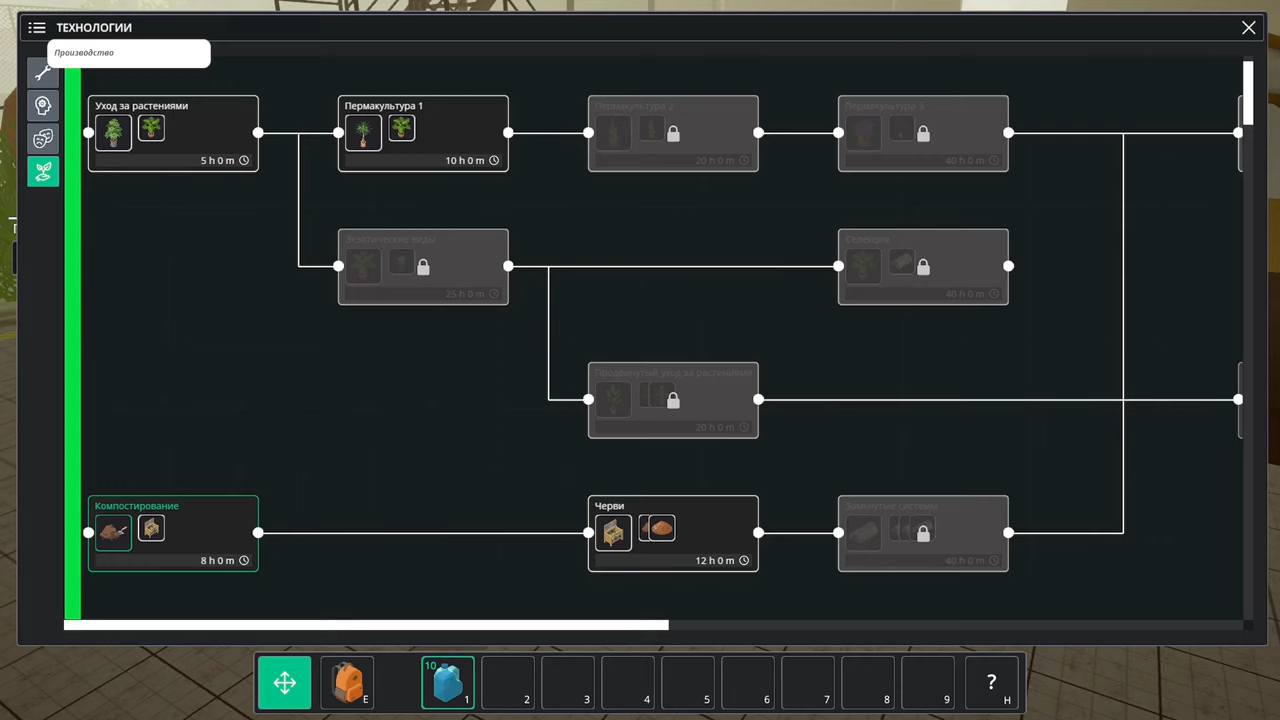 ТЕХНОЛОГИИ
Производство
Уход за растениями
5 h 0 m
Пермакультура 1
10 h 0 m
Пермакультура 2
20 h 0 m
Пермакультура 3
40 h 0 m
Экзотические виды
25 h 0 m
Селекция
40 h 0 m
Продвинутый уход за растениями
20 h 0 m
Компостирование
8 h 0 m
Черви
12 h 0 m
Замкнутые системы
40 h 0 m
E
10
1
2
3
4
5
6
7
8
9
?
H